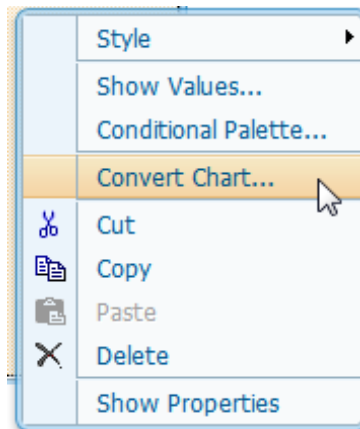 Style
Show Values...
Conditional Palette...
Convert Chart...
Cut
Copy
Paste
Delete
Show Properties